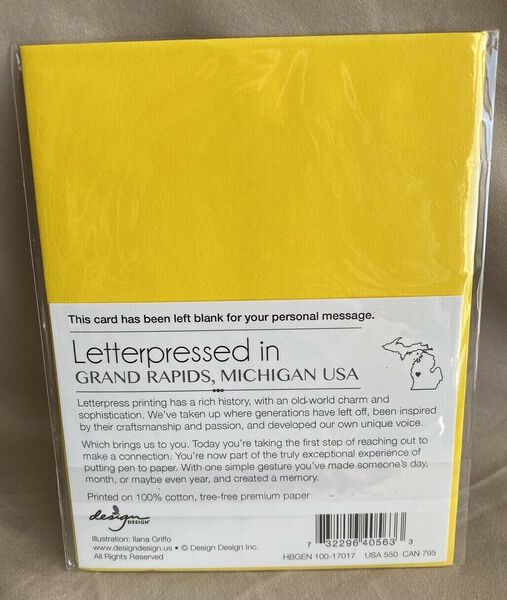 This card has been left blank for your personal message.
Letterpressed in
GRAND RAPIDS, MICHIGAN USA
Letterpress printing has a rich history, with an old-world charm and
sophistication. We've taken up where generations have left off, been inspired
by their craftsmanship and passion, and developed our own unique voice.
Which brings us to you. Today you're taking the first step of reaching out to
make a connection. You're now part of the truly exceptional experience of
putting pen to paper. With one simple gesture you've made someone's day,
month, or maybe even year, and created a memory.
Printed on 100% cotton, tree-free premium paper
design
DESIGN®
Illustration: Ilana Griffo
www.designdesign.us • © Design Design Inc.
All Rights Reserved
7 32296 40563 3
HBGEN 100-17017 USA 550 CAN 795